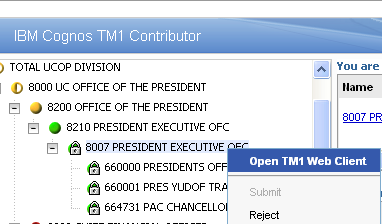 IBM Cognos TM1 Contributor
TOTAL UCOP DIVISION
8000 UC OFFICE OF THE PRESIDENT
8200 OFFICE OF THE PRESIDENT
8210 PRESIDENT EXECUTIVE OFC
8007 PRESIDENT EXECUTIVE OFC
660000 PRESIDENTS OFF
660001 PRES YUDOF TRA
664731 PAC CHANCELLO
You are
Name
8007 P
Open TM1 Web Client
Submit
Reject